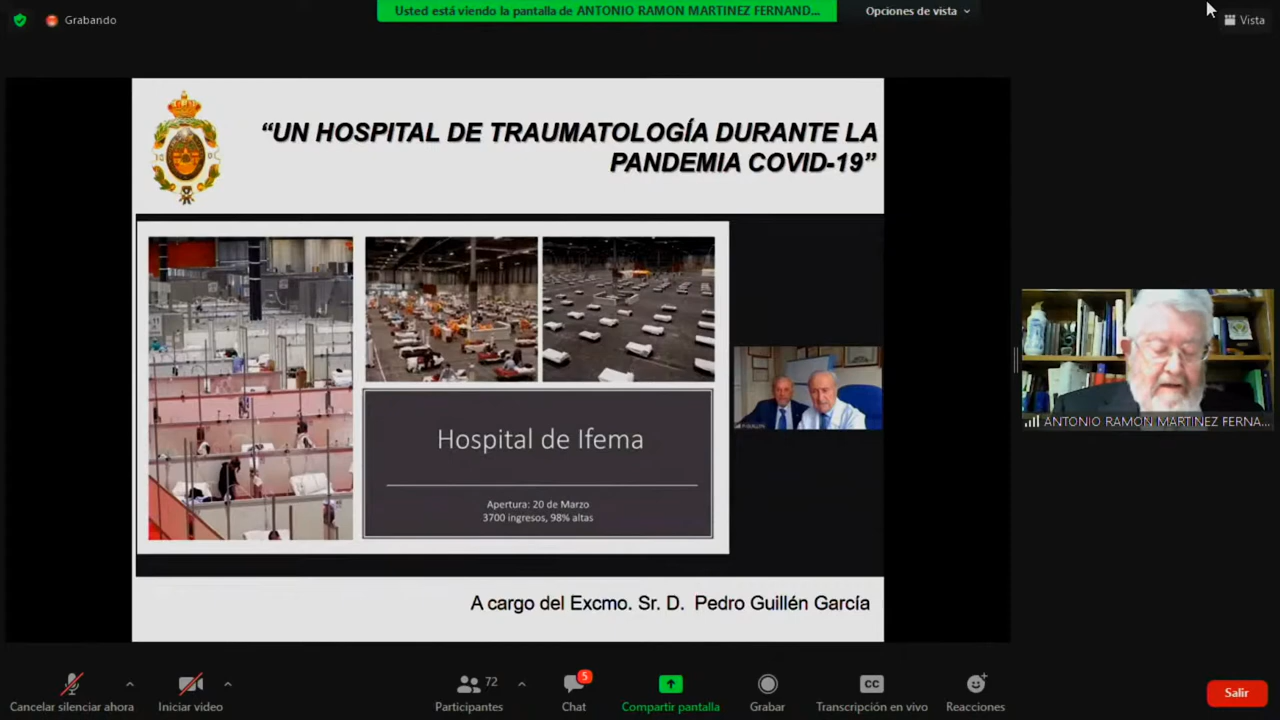 Grabando
Usted está viendo la pantalla de ANTONIO RAMON MARTINEZ FERNAND...
Opciones de vista
Vista
“UN HOSPITAL DE TRAUMATOLOGÍA DURANTE LA
PANDEMIA COVID-19”
Hospital de Ifema
Apertura: 20 de Marzo
3700 ingresos, 98% altas
ANTONIO RAMON MARTINEZ FERNA...
A cargo del Excmo. Sr. D. Pedro Guillén García
Cancelar silenciar ahora
Iniciar video
72
Participantes
5
Chat
Compartir pantalla
Grabar
CC
Transcripción en vivo
Reacciones
Salir